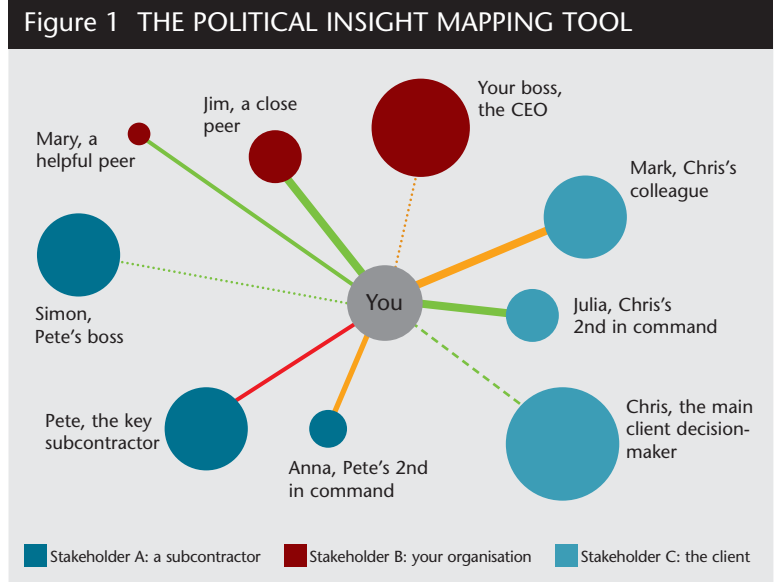 Figure 1 THE POLITICAL INSIGHT MAPPING TOOL
Mary, a
helpful peer
Jim, a close
peer
Your boss,
the CEO
Mark, Chris's
colleague
Simon,
Pete's boss
You
Julia, Chris's
2nd in command
Pete, the key
subcontractor
Anna, Pete's 2nd
in command
Chris, the main
client decision-
maker
Stakeholder A: a subcontractor
Stakeholder B: your organisation
Stakeholder C: the client